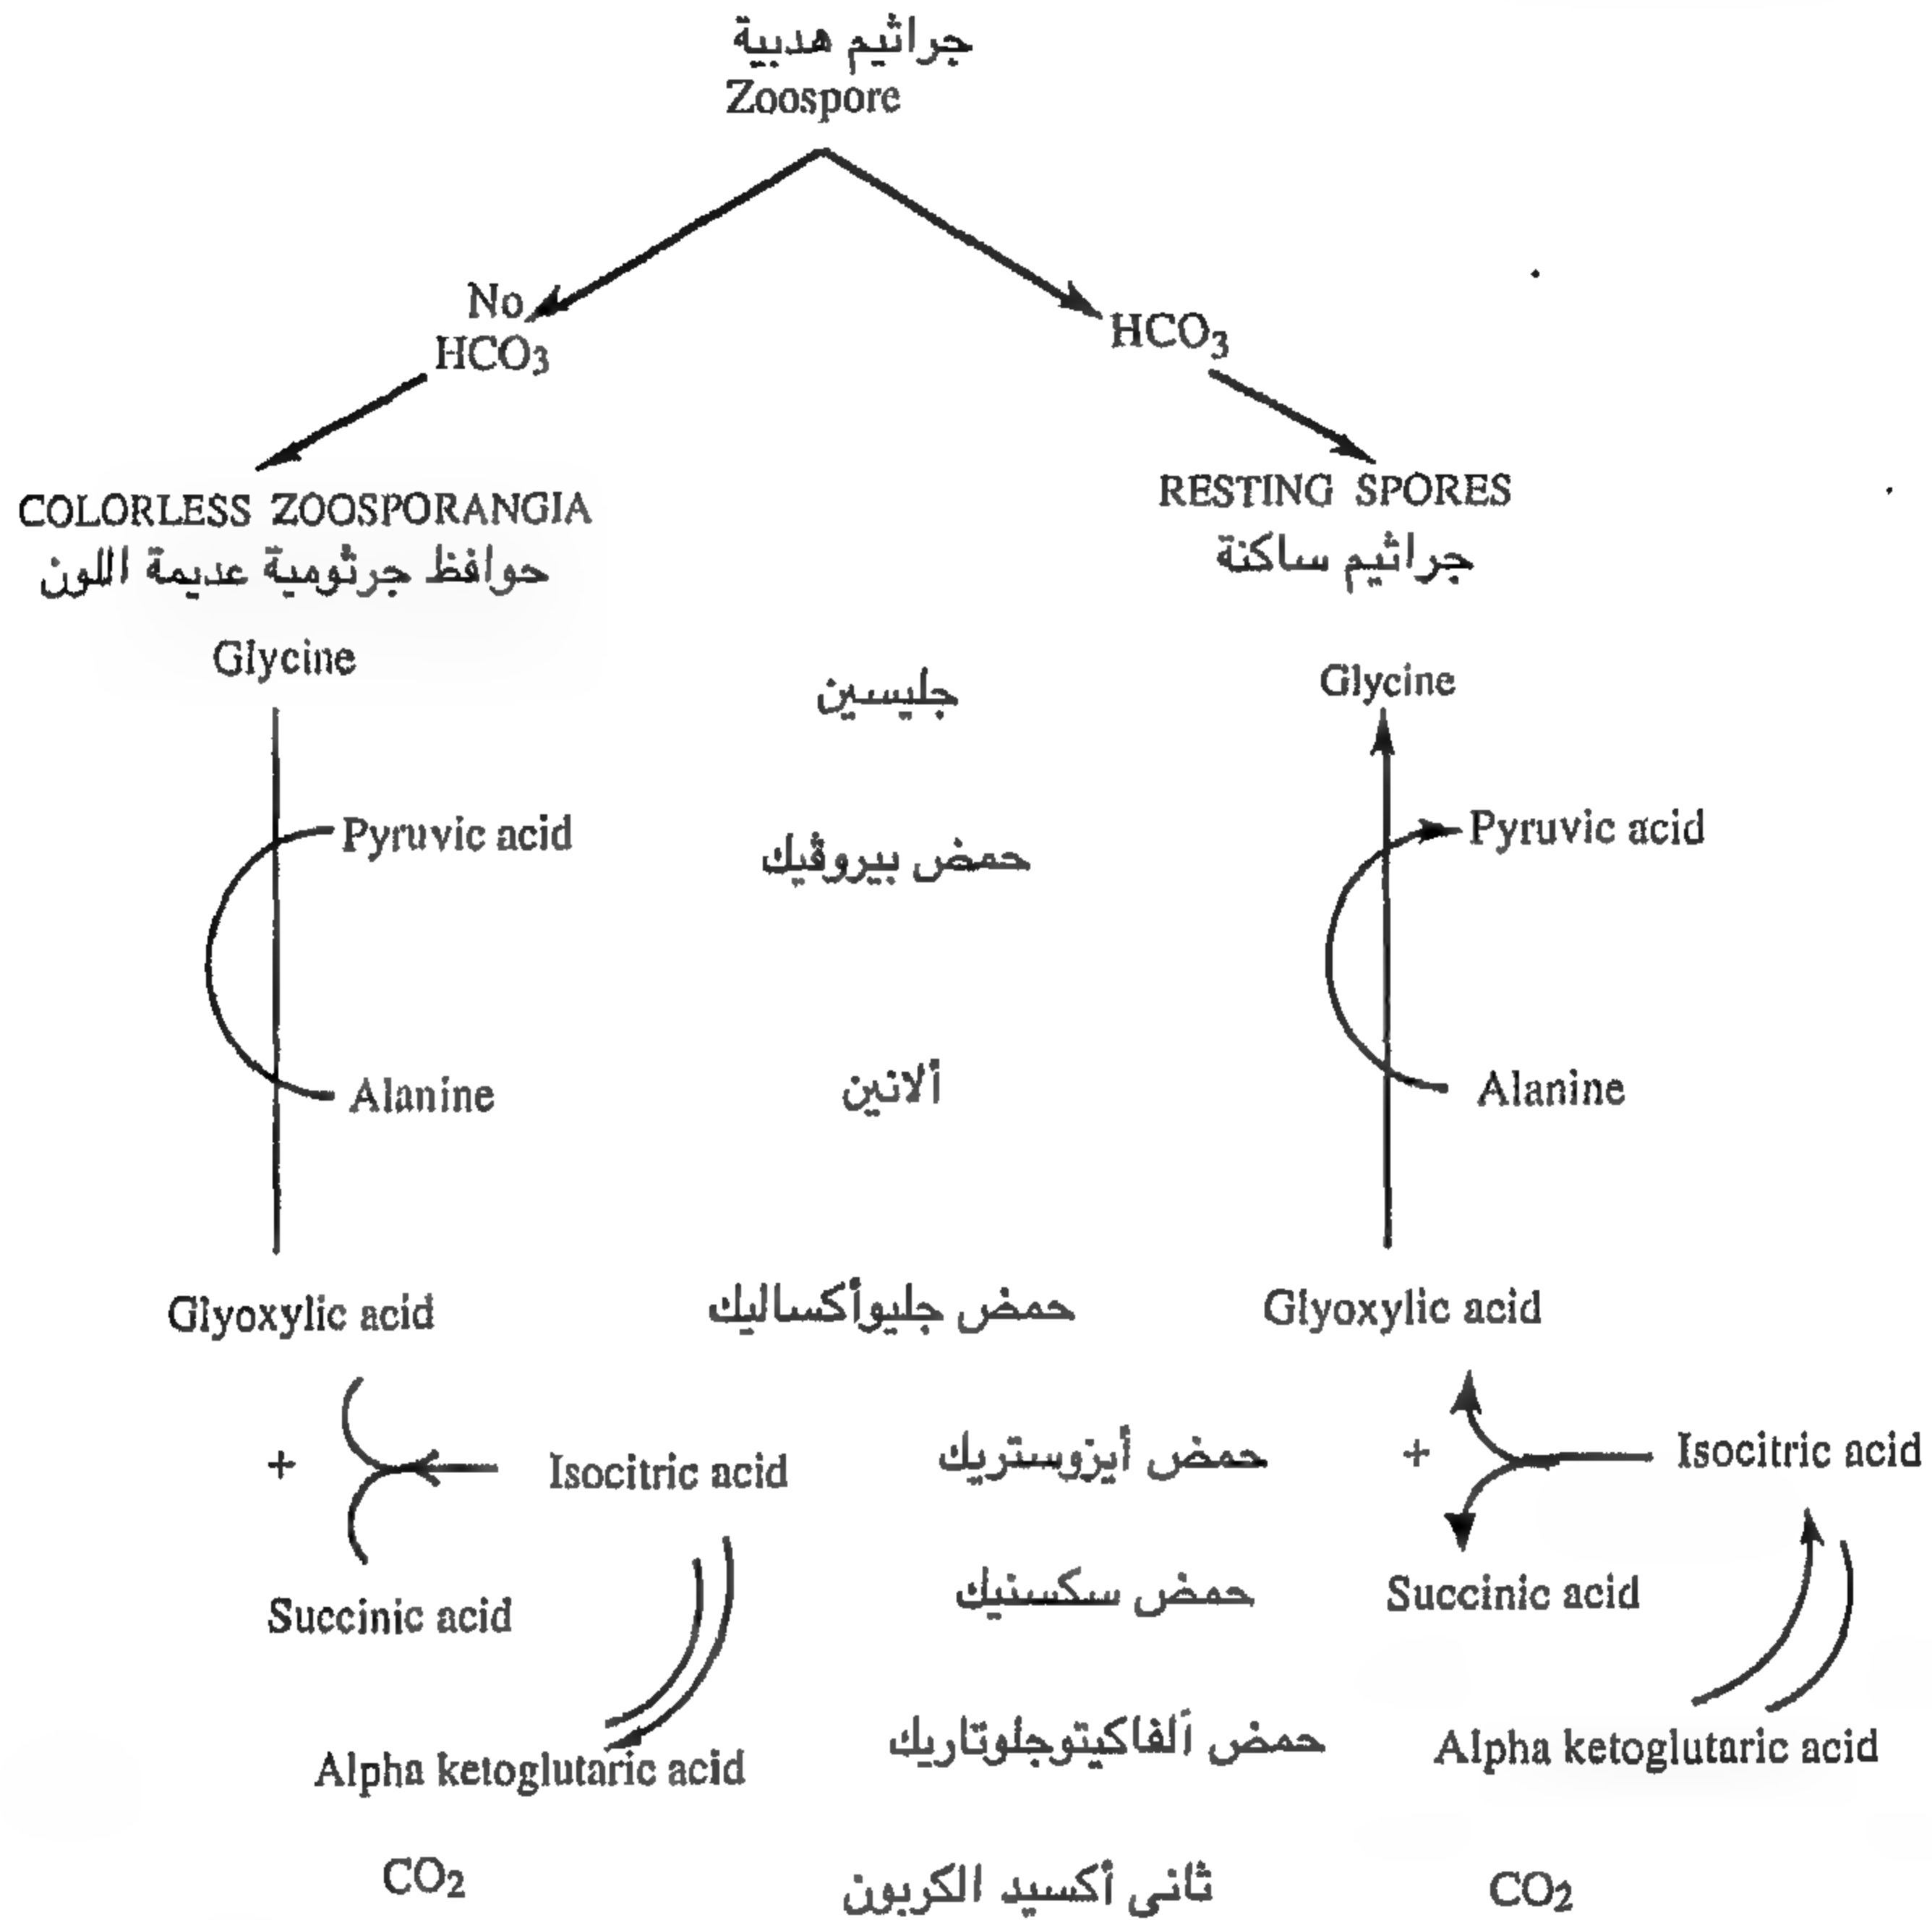 جراثيم هدبية
Zoospore
No
HCO3
HCO3
COLORLESS ZOOSPORANGIA
حوافظ جرثومية عديمة اللون
RESTING SPORES
جراثيم ساكنة
Glycine
جليسين
Glycine
Pyruvic acid
حمض بيروڤيك
Pyruvic acid
Alanine
ألانين
Alanine
Glyoxylic acid
حمض جليوأكساليك
Glyoxylic acid
+
Isocitric acid
حمض أيزوستريك
+
Isocitric acid
Succinic acid
حمض سكسنيك
Succinic acid
Alpha ketoglutaric acid
حمض ألفاكيتوجلوتاريك
Alpha ketoglutaric acid
CO2
ثانى أكسيد الكربون
CO2